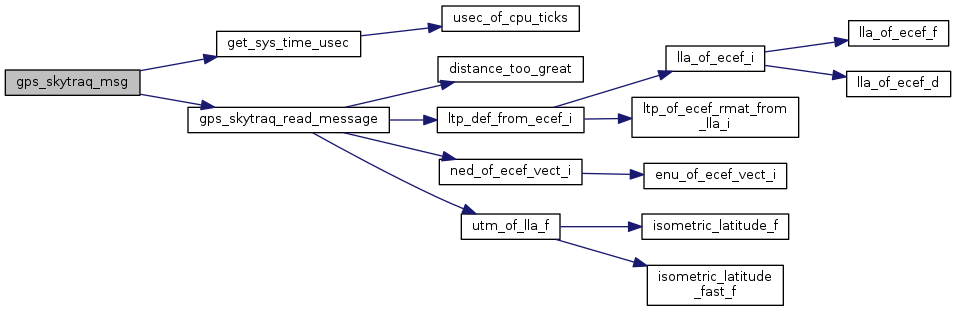 gps_skytraq_msg
get_sys_time_usec
usec_of_cpu_ticks
gps_skytraq_read_message
distance_too_great
ltp_def_from_ecef_i
lla_of_ecef_i
lla_of_ecef_f
lla_of_ecef_d
ltp_of_ecef_rmat_from
_lla_i
ned_of_ecef_vect_i
enu_of_ecef_vect_i
utm_of_lla_f
isometric_latitude_f
isometric_latitude
_fast_f